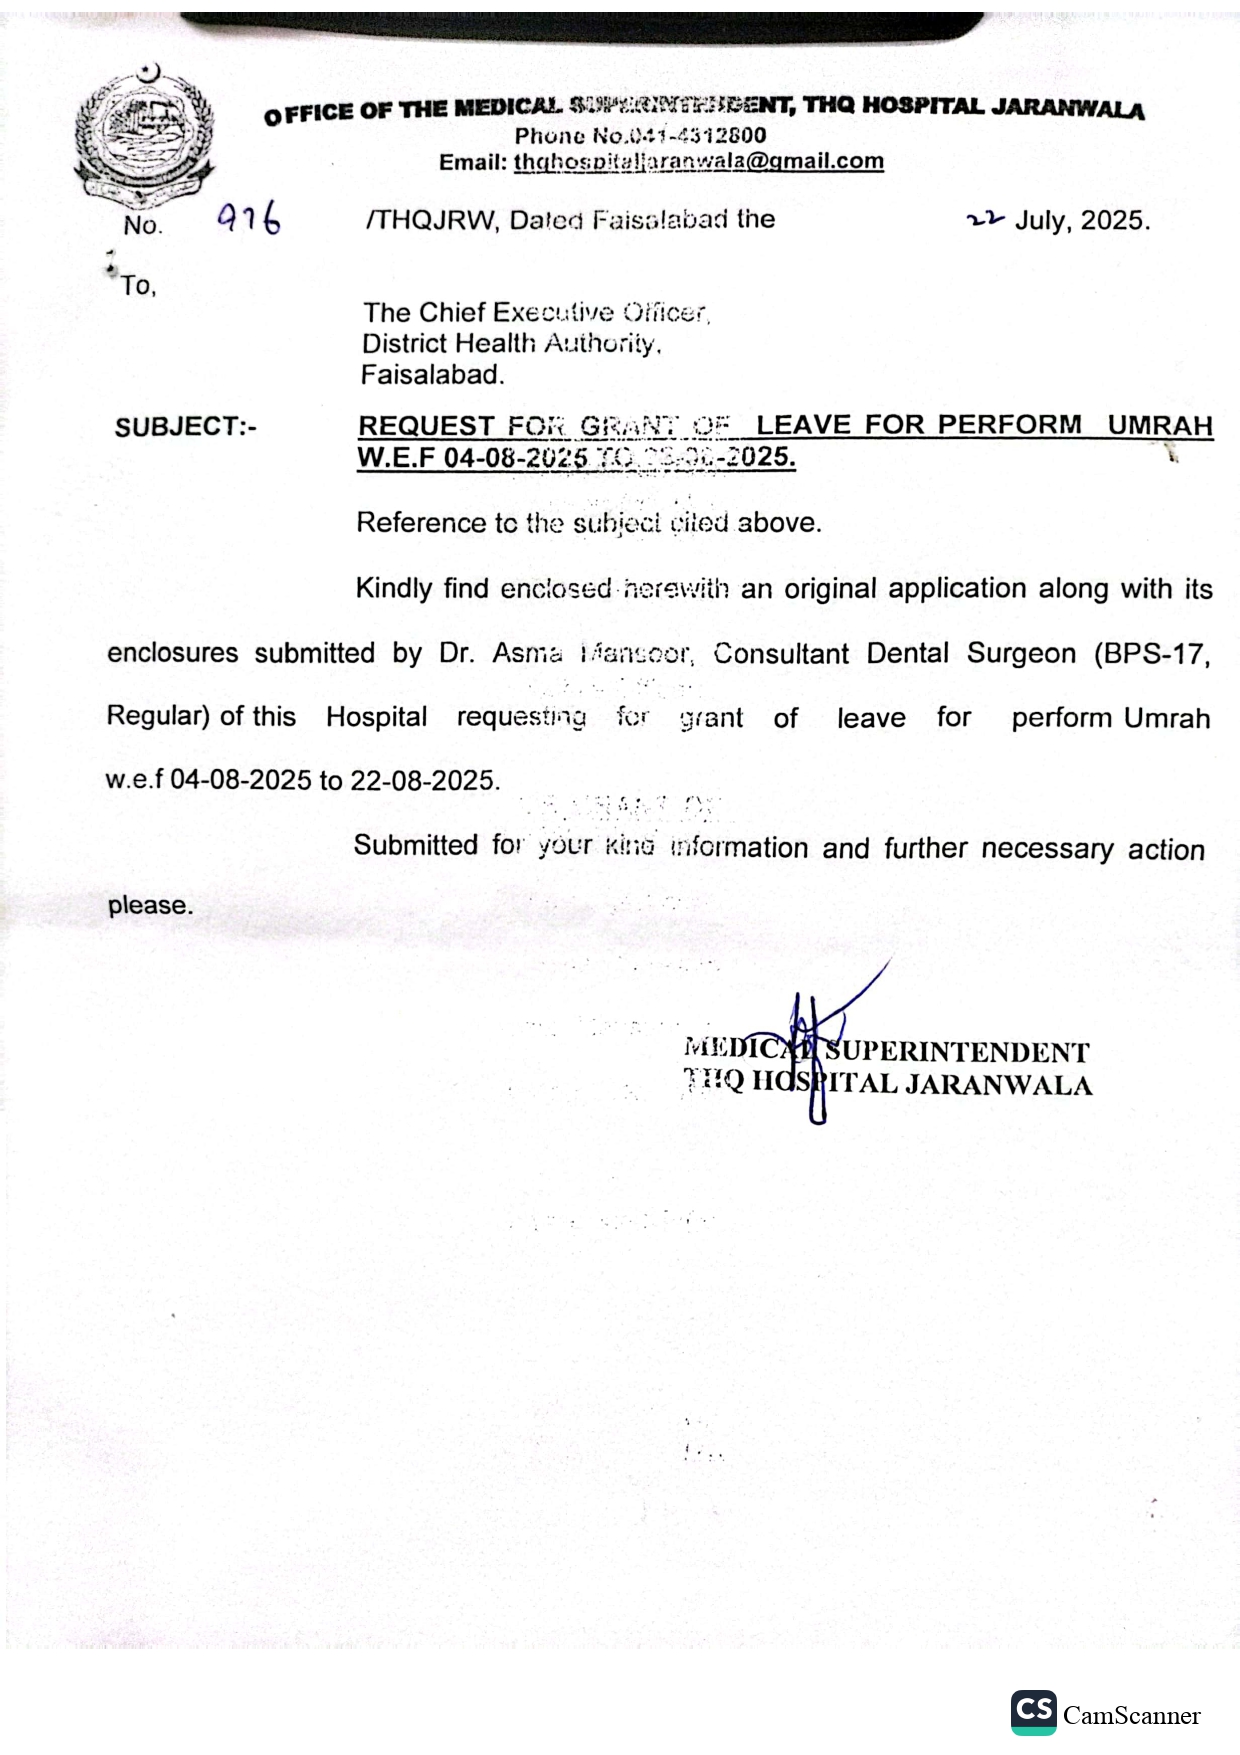 OFFICE OF THE MEDICAL SUPERINTENDENT, THQ HOSPITAL JARANWALA
Phone No.041-4312800
Email: thqhospitaljaranwala@gmail.com
No. 976 /THQJRW, Dated Faisalabad the 22 July, 2025.
To,
The Chief Executive Officer,
District Health Authority,
Faisalabad.
SUBJECT:- REQUEST FOR GRANT OF LEAVE FOR PERFORM UMRAH
W.E.F 04-08-2025 TO -2025.
Reference to the subject cited above.
Kindly find enclosed herewith an original application along with its
enclosures submitted by Dr. Asma Mansoor, Consultant Dental Surgeon (BPS-17,
Regular) of this Hospital requesting for grant of leave for perform Umrah
w.e.f 04-08-2025 to 22-08-2025.
Submitted for your kind information and further necessary action
please.
MEDICAL SUPERINTENDENT
THQ HOSPITAL JARANWALA
CS CamScanner